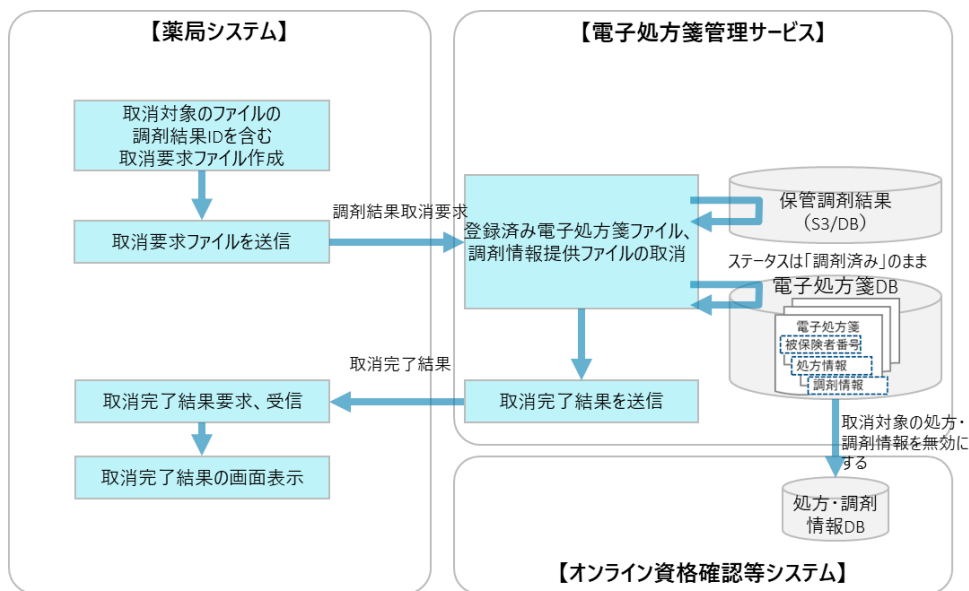 【薬局システム】
取消対象のファイルの
調剤結果IDを含む
取消要求ファイル作成
取消要求ファイルを送信
調剤結果取消要求
取消完了結果
取消完了結果要求、受信
取消完了結果の画面表示
【電子処方箋管理サービス】
登録済み電子処方箋ファイル、
調剤情報提供ファイルの取消
取消完了結果を送信
保管調剤結果
（S3/DB）
ステータスは「調剤済み」のまま
電子処方箋DB
電子処方箋
被保険者番号
処方情報
調剤情報
取消対象の処方・
調剤情報を無効に
する
処方・調剤
情報DB
【オンライン資格確認等システム】